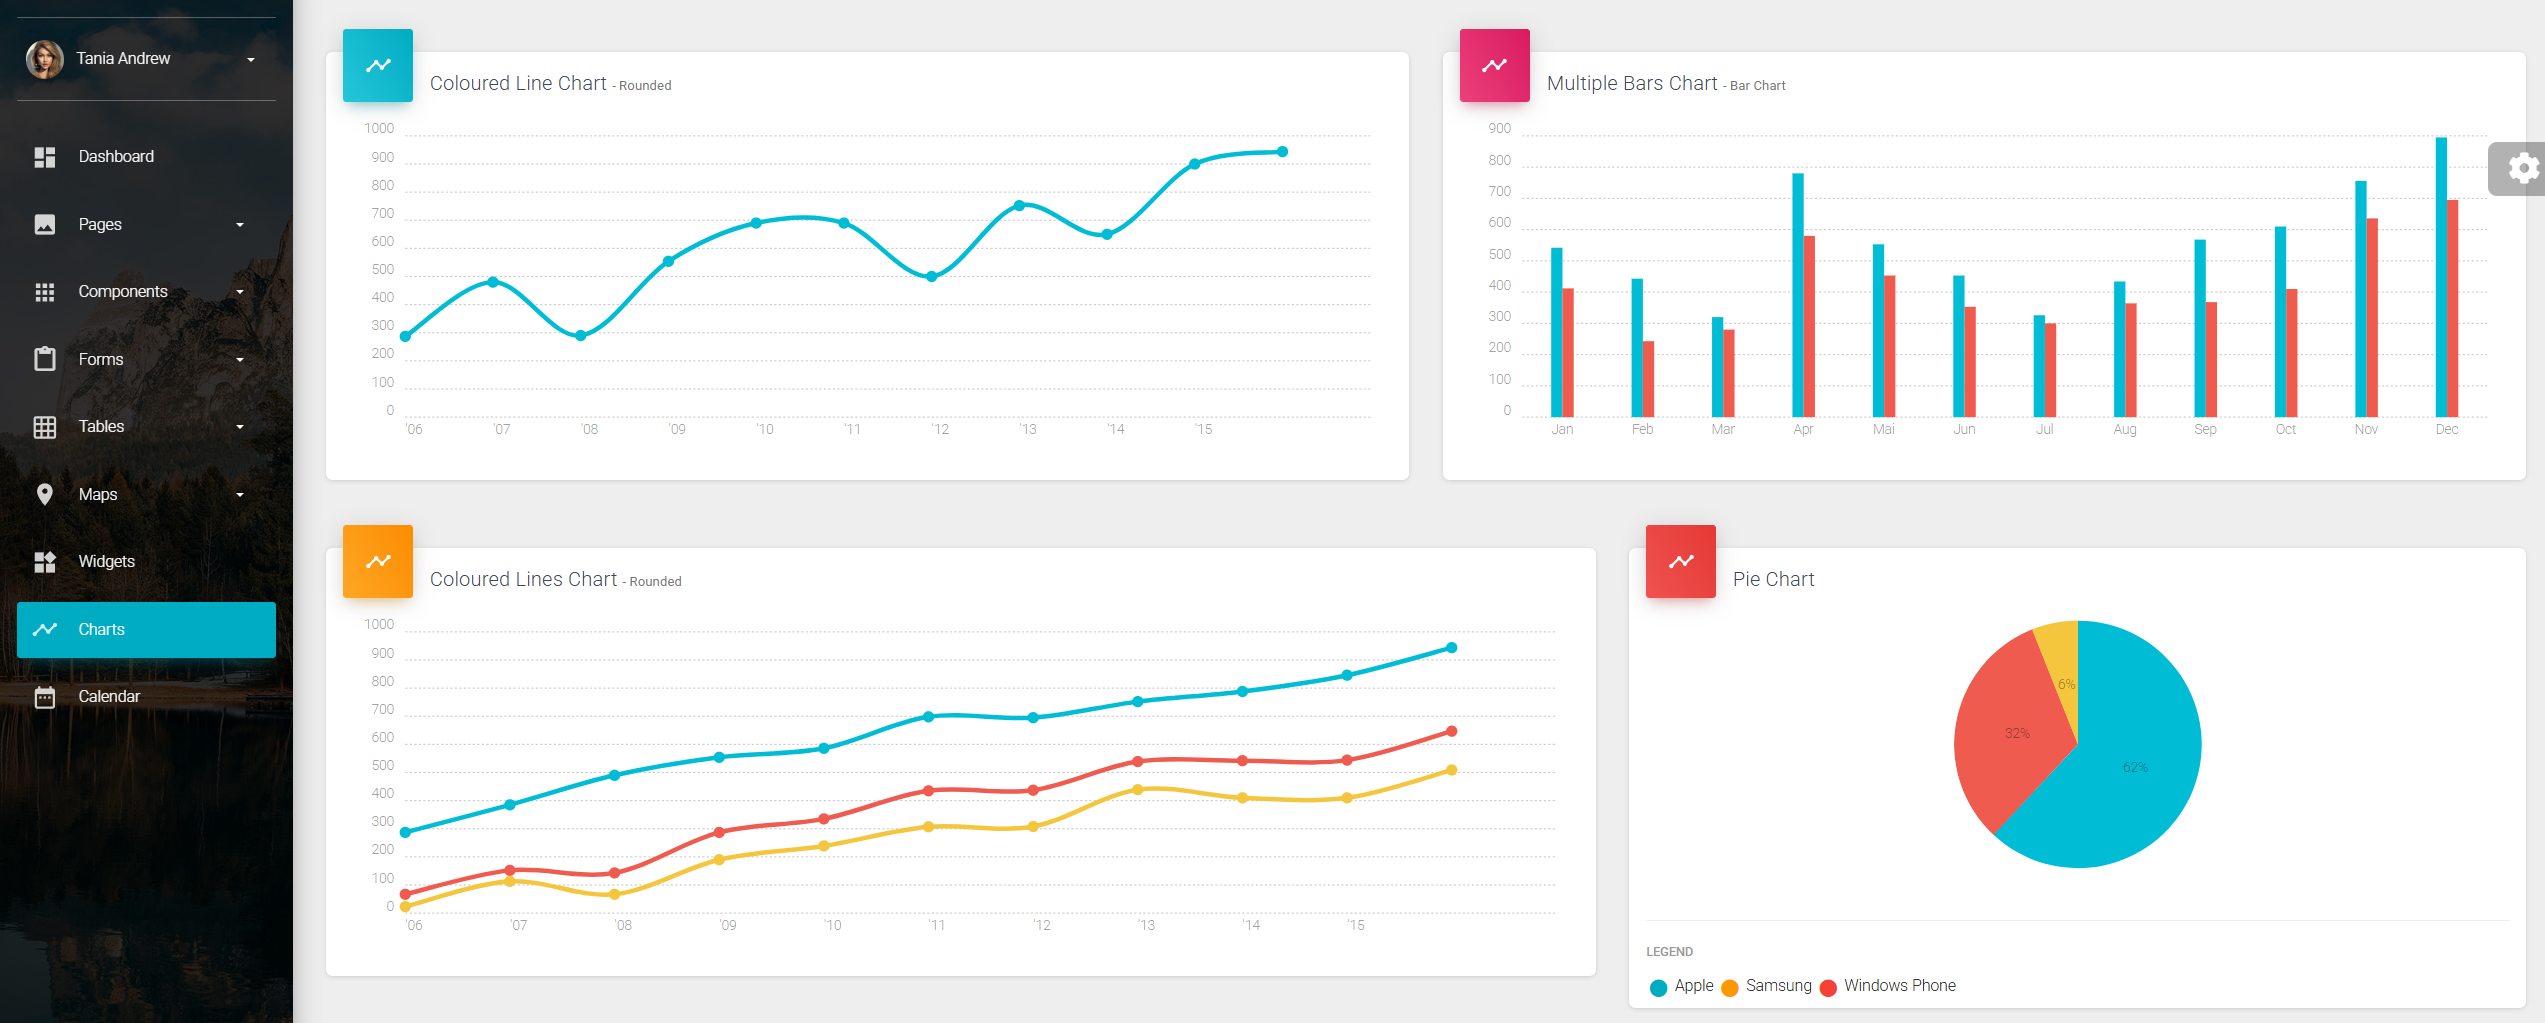 Tania Andrew
Dashboard
Pages
Components
Forms
Tables
Maps
Widgets
Charts
Calendar
Coloured Line Chart - Rounded
1000
900
800
700
600
500
400
300
200
100
0
'06 '07 '08 '09 '10 '11 '12 '13 '14 '15
Multiple Bars Chart - Bar Chart
900
800
700
600
500
400
300
200
100
0
Jan Feb Mar Apr Mai Jun Jul Aug Sep Oct Nov Dec
Coloured Lines Chart - Rounded
1000
900
800
700
600
500
400
300
200
100
0
'06 '07 '08 '09 '10 '11 '12 '13 '14 '15
Pie Chart
6%
32%
62%
LEGEND
Apple Samsung Windows Phone